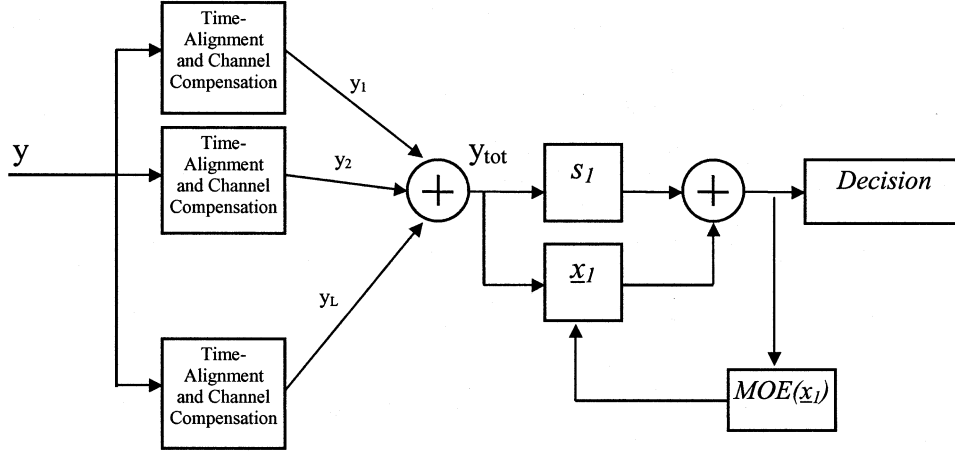 Time-
Alignment
and Channel
Compensation
y
Time-
Alignment
and Channel
Compensation
Time-
Alignment
and Channel
Compensation
y1
y2
yL
ytot
s1
x1
Decision
MOE(x1)